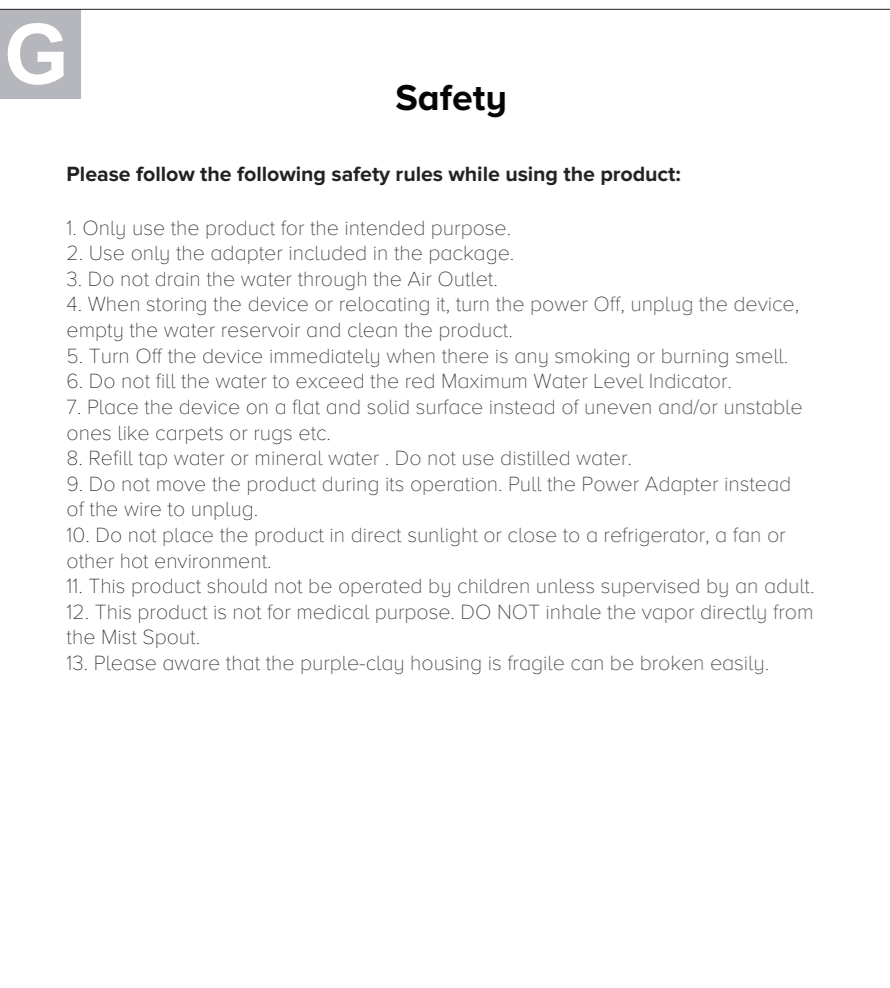 G
Safety
Please follow the following safety rules while using the product:
1. Only use the product for the intended purpose.
2. Use only the adapter included in the package.
3. Do not drain the water through the Air Outlet.
4. When storing the device or relocating it, turn the power Off, unplug the device,
empty the water reservoir and clean the product.
5. Turn Off the device immediately when there is any smoking or burning smell.
6. Do not fill the water to exceed the red Maximum Water Level Indicator.
7. Place the device on a flat and solid surface instead of uneven and/or unstable
ones like carpets or rugs etc.
8. Refill tap water or mineral water . Do not use distilled water.
9. Do not move the product during its operation. Pull the Power Adapter instead
of the wire to unplug.
10. Do not place the product in direct sunlight or close to a refrigerator, a fan or
other hot environment.
11. This product should not be operated by children unless supervised by an adult.
12. This product is not for medical purpose. DO NOT inhale the vapor directly from
the Mist Spout.
13. Please aware that the purple-clay housing is fragile can be broken easily.